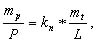 m_p / P = k_n * m_t / L ,